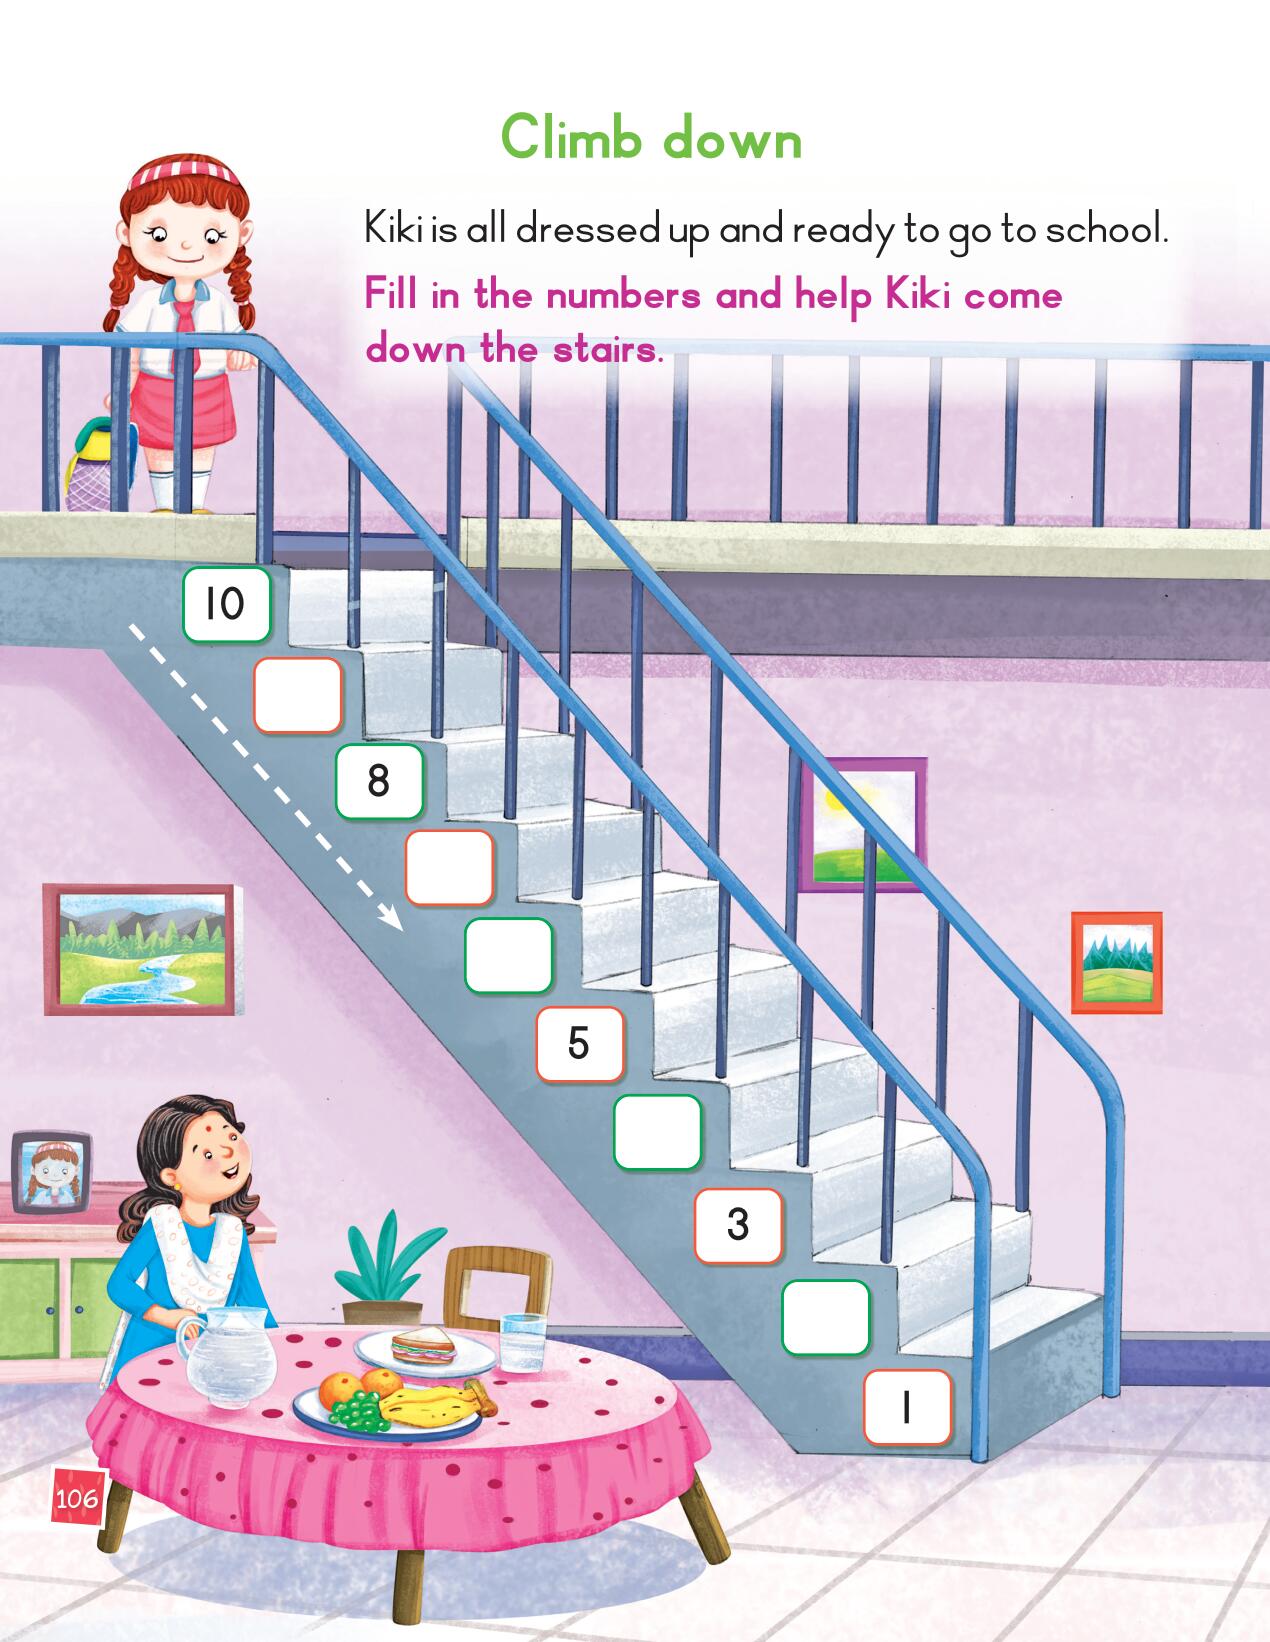 Climb down
Kiki is all dressed up and ready to go to school.
Fill in the numbers and help Kiki come
down the stairs.
10
8
5
3
1
106